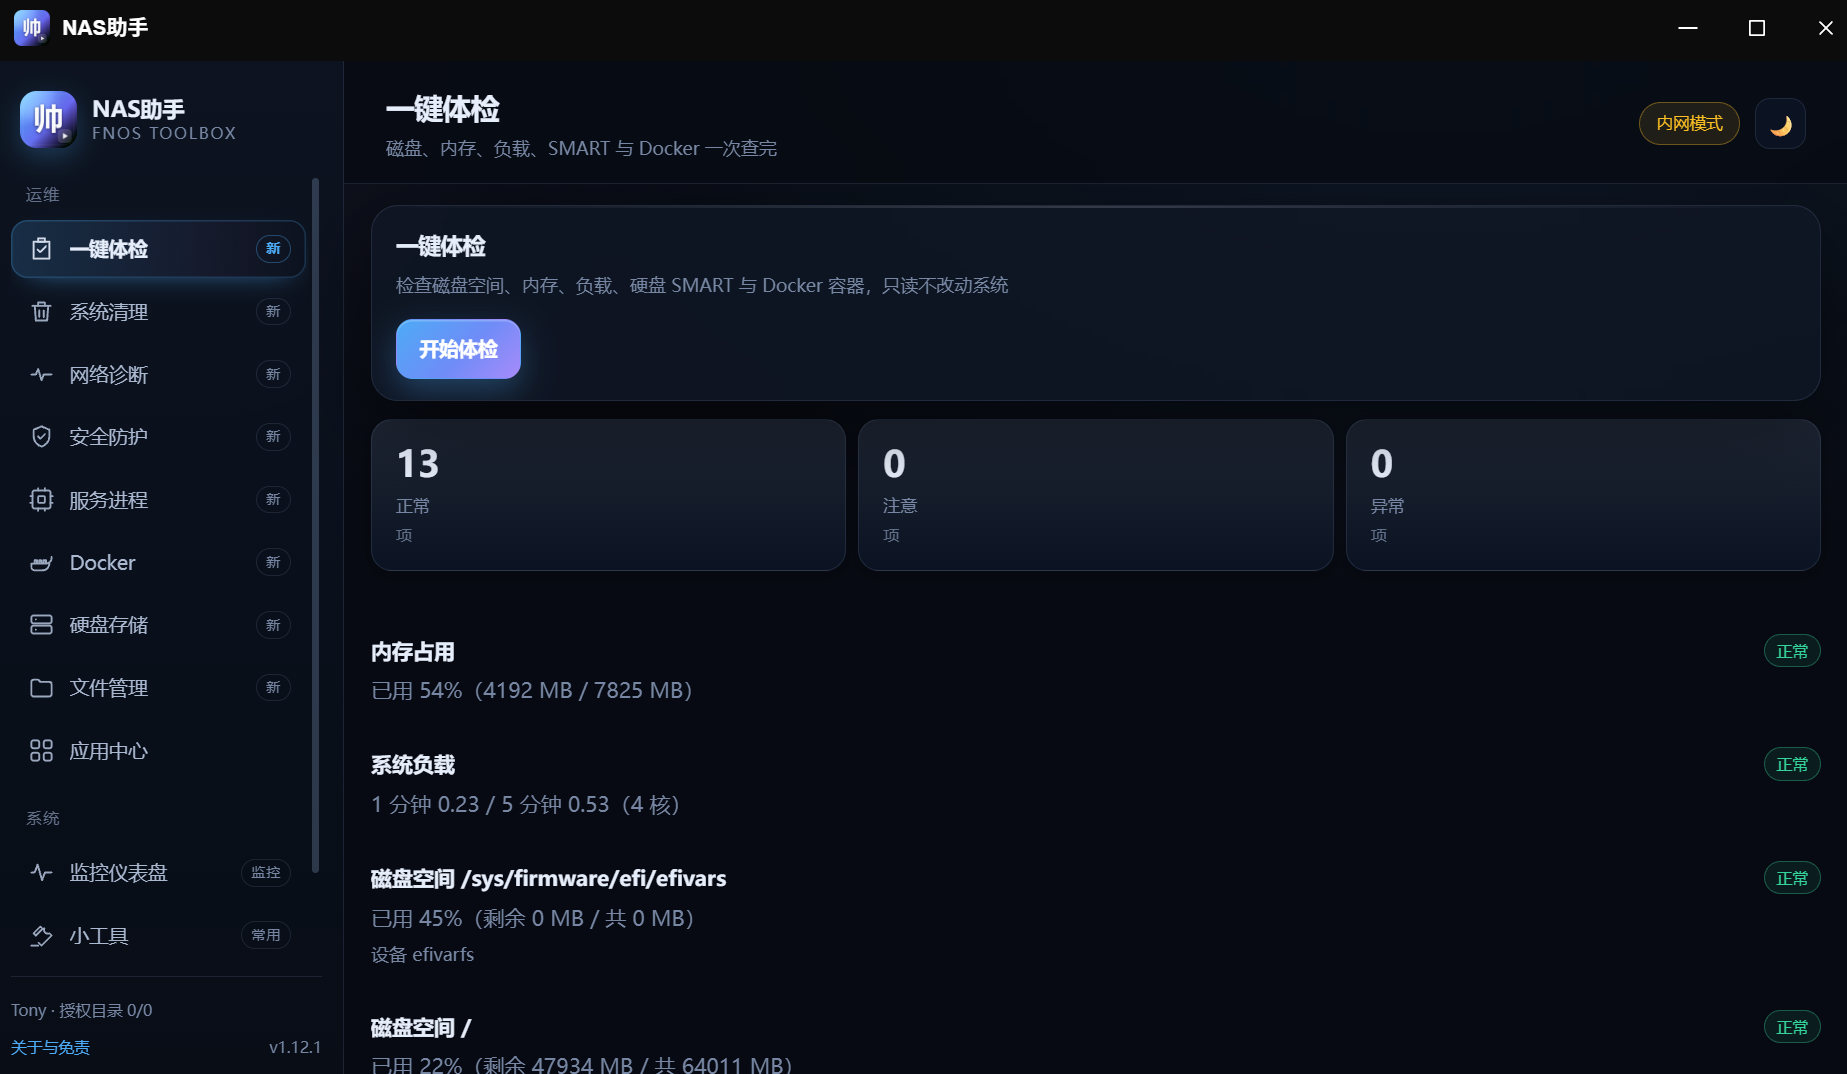 帅
NAS助手
帅
NAS助手
FNOS TOOLBOX
运维
一键体检
新
系统清理
新
网络诊断
新
安全防护
新
服务进程
新
Docker
新
硬盘存储
新
文件管理
新
应用中心
系统
监控仪表盘
监控
小工具
常用
Tony · 授权目录 0/0
关于与免责
v1.12.1
一键体检
磁盘、内存、负载、SMART 与 Docker 一次查完
内网模式
一键体检
检查磁盘空间、内存、负载、硬盘 SMART 与 Docker 容器，只读不改动系统
开始体检
13
正常
项
0
注意
项
0
异常
项
内存占用
正常
已用 54%（4192 MB / 7825 MB）
系统负载
正常
1 分钟 0.23 / 5 分钟 0.53（4 核）
磁盘空间 /sys/firmware/efi/efivars
正常
已用 45%（剩余 0 MB / 共 0 MB）
设备 efivarfs
磁盘空间 /
正常
已用 22%（剩余 47934 MB / 共 64011 MB）